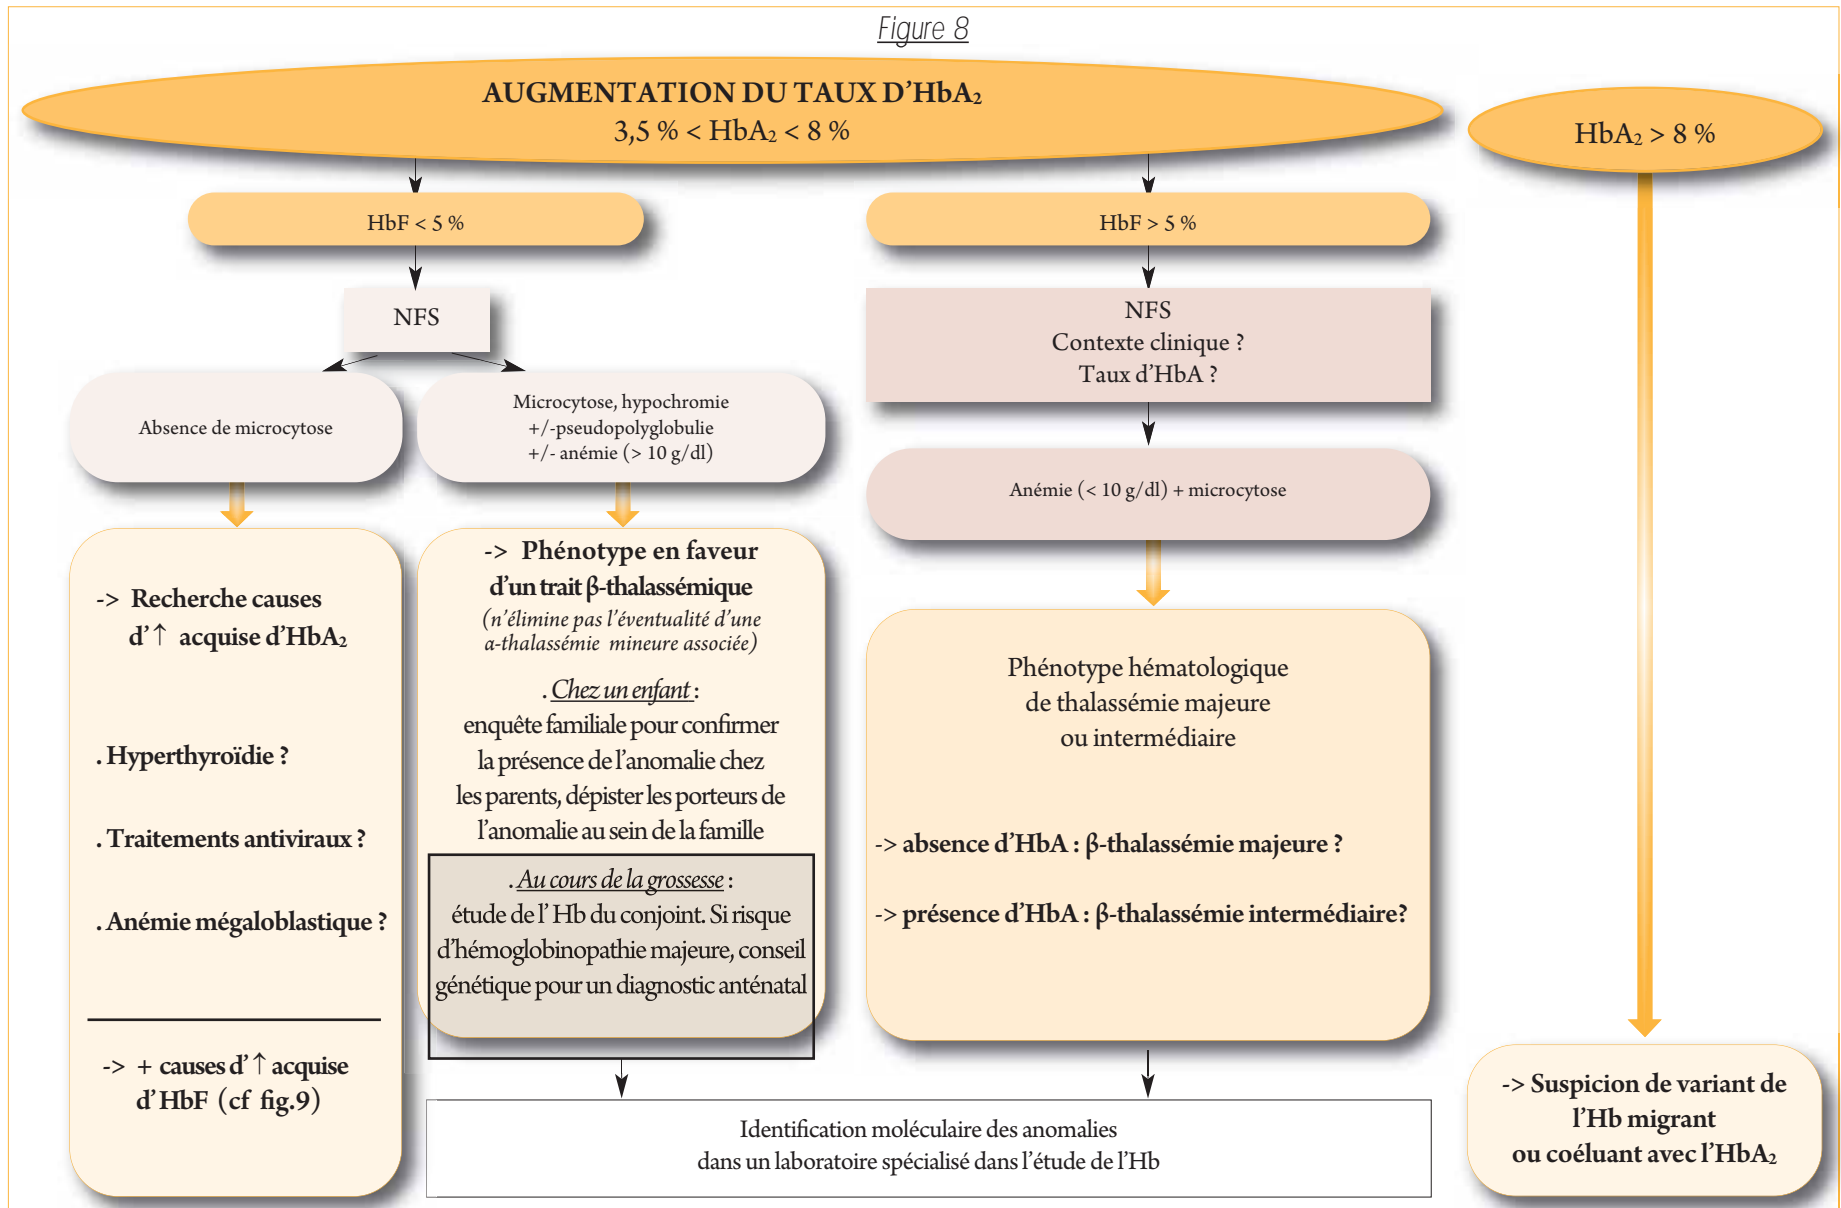 Figure 8
AUGMENTATION DU TAUX D'HbA₂
3,5 % < HbA₂ < 8 %
HbA₂ > 8 %
HbF < 5 %
HbF > 5 %
NFS
NFS
Contexte clinique ?
Taux d'HbA ?
Absence de microcytose
Microcytose, hypochromie
+/-pseudopolyglobulie
+/- anémie (> 10 g/dl)
Anémie (< 10 g/dl) + microcytose
-> Recherche causes
d'↑ acquise d'HbA₂
. Hyperthyroïdie ?
. Traitements antiviraux ?
. Anémie mégaloblastique ?
-> + causes d'↑ acquise
d'HbF (cf fig.9)
-> Phénotype en faveur
d'un trait β-thalassémique
(n'élimine pas l'éventualité d'une
α-thalassémie mineure associée)
. Chez un enfant :
enquête familiale pour confirmer
la présence de l'anomalie chez
les parents, dépister les porteurs de
l'anomalie au sein de la famille
. Au cours de la grossesse :
étude de l' Hb du conjoint. Si risque
d'hémoglobinopathie majeure, conseil
génétique pour un diagnostic anténatal
Phénotype hématologique
de thalassémie majeure
ou intermédiaire
-> absence d'HbA : β-thalassémie majeure ?
-> présence d'HbA : β-thalassémie intermédiaire?
-> Suspicion de variant de
l'Hb migrant
ou coéluant avec l'HbA₂
Identification moléculaire des anomalies
dans un laboratoire spécialisé dans l'étude de l'Hb